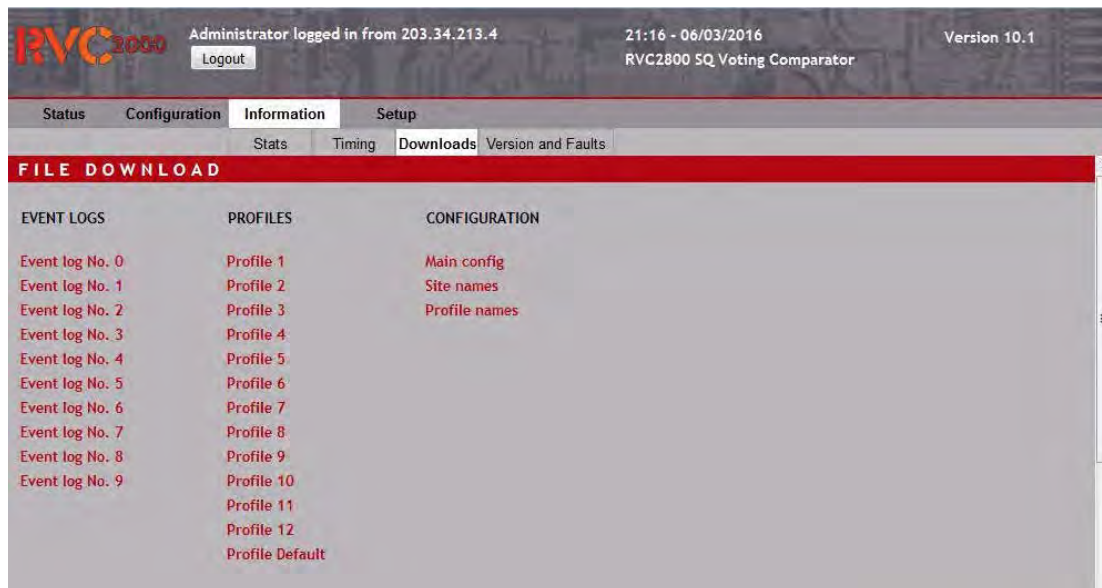 RVC2000
Administrator logged in from 203.34.213.4
Logout
21:16 - 06/03/2016
RVC2800 SQ Voting Comparator
Version 10.1
Status Configuration Information Setup
Stats Timing Downloads Version and Faults
FILE DOWNLOAD
EVENT LOGS
Event log No. 0
Event log No. 1
Event log No. 2
Event log No. 3
Event log No. 4
Event log No. 5
Event log No. 6
Event log No. 7
Event log No. 8
Event log No. 9
PROFILES
Profile 1
Profile 2
Profile 3
Profile 4
Profile 5
Profile 6
Profile 7
Profile 8
Profile 9
Profile 10
Profile 11
Profile 12
Profile Default
CONFIGURATION
Main config
Site names
Profile names